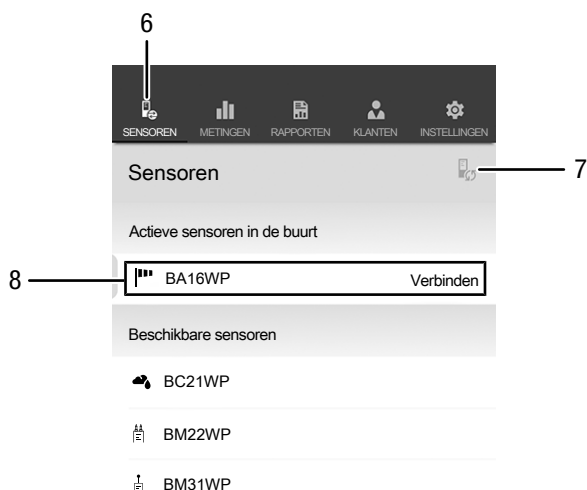 6
SENSOREN METINGEN RAPPORTEN KLANTEN INSTELLINGEN
Sensoren
7
Actieve sensoren in de buurt
8
BA16WP Verbinden
Beschikbare sensoren
BC21WP
BM22WP
BM31WP